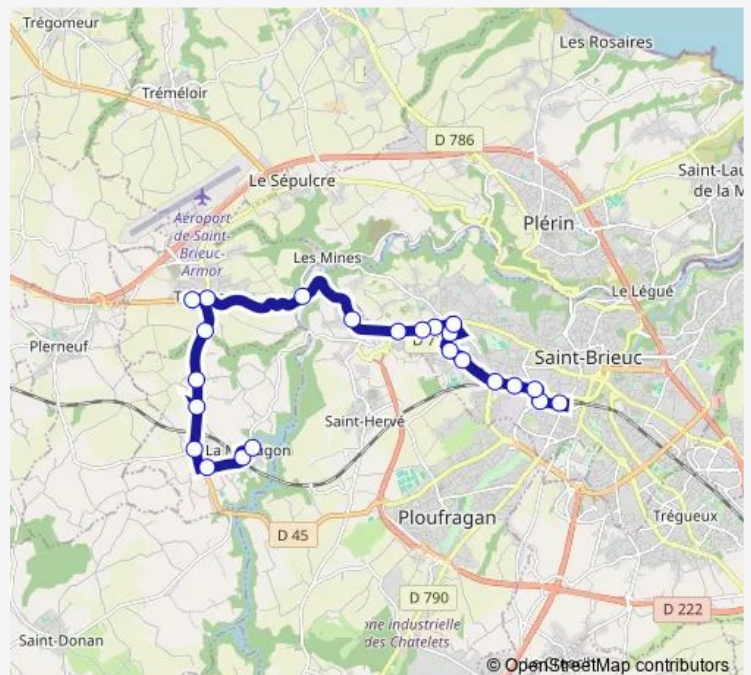 Trégomeur
Les Rosaires
Tréméloir
D 786
Saint-Lau
de la M
Le Sépulcre
Aéroport
de Saint-
Brieuc-
Armor
Plérin
Les Mines
Le Légué
Plerneuf
Saint-Brieuc
Saint-Hervé
Ploufragan
Trégueux
D 45
D 790
D 222
des Chatelets
Saint-Donan
© OpenStreetMap contributors